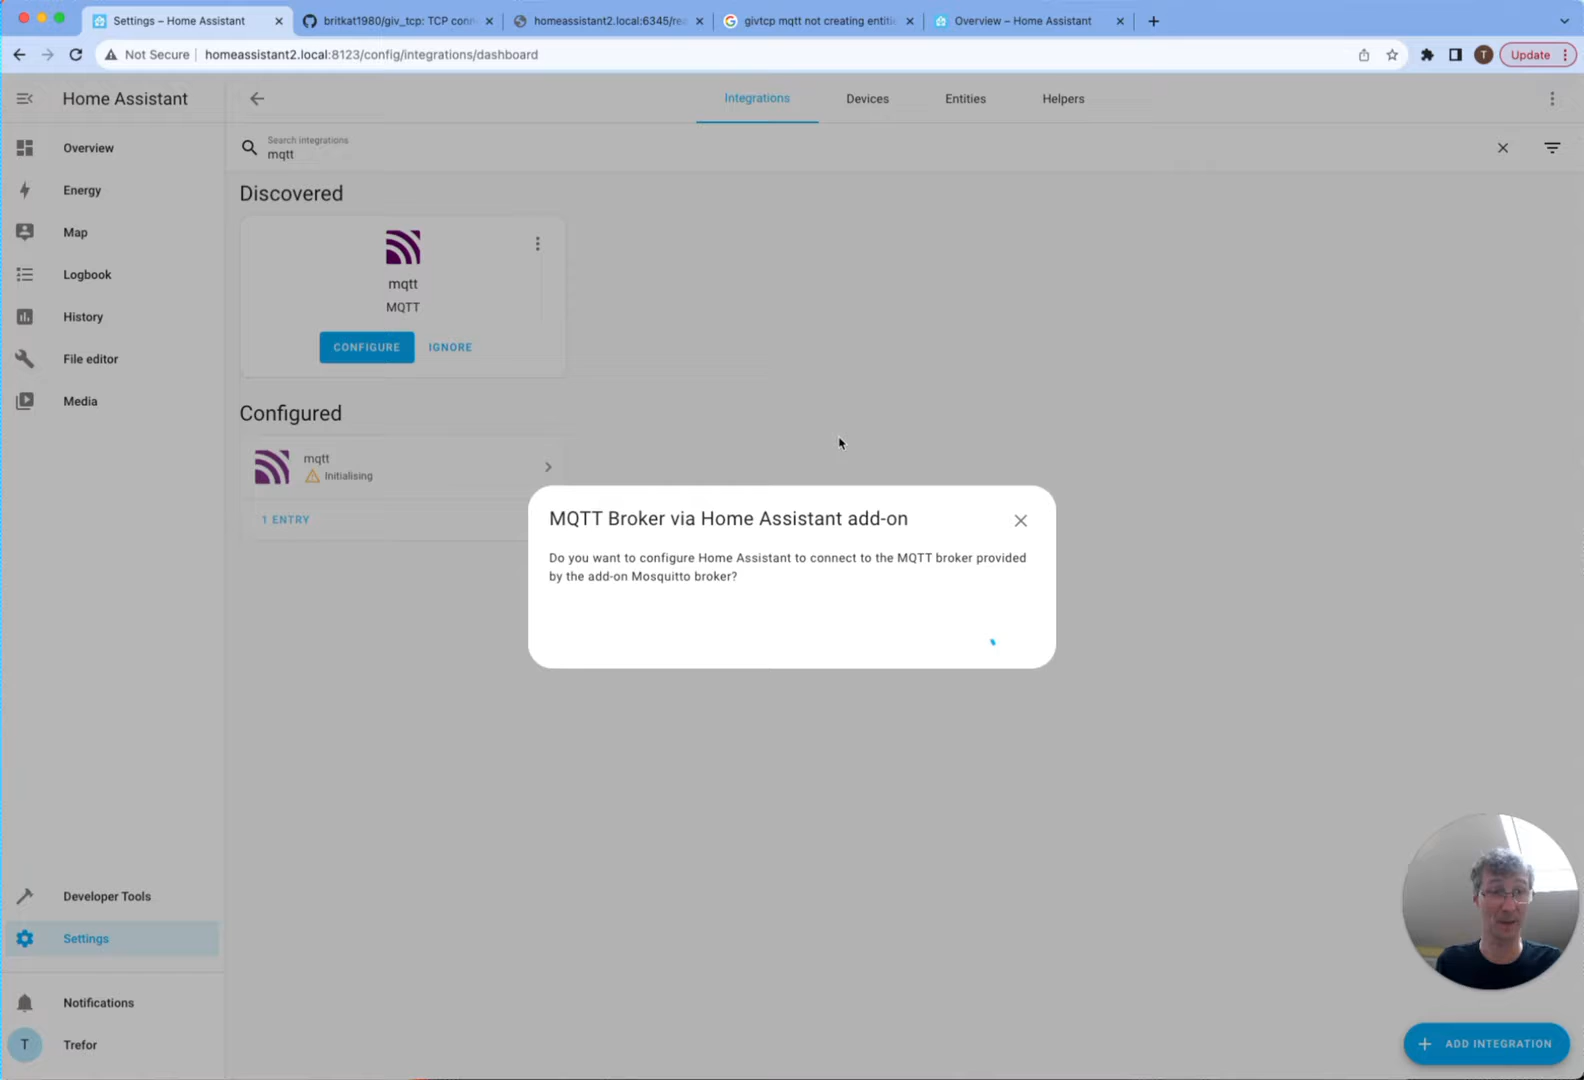 Settings – Home Assistant
britkat1980/giv_tcp: TCP conn
homeassistant2.local:6345/rea
givtcp mqtt not creating entitie
Overview – Home Assistant
Not Secure
homeassistant2.local:8123/config/integrations/dashboard
T
Update
Home Assistant
Integrations
Devices
Entities
Helpers
Overview
Energy
Map
Logbook
History
File editor
Media
Developer Tools
Settings
Notifications
T
Trefor
Search integrations
mqtt
Discovered
mqtt
MQTT
CONFIGURE
IGNORE
Configured
mqtt
Initialising
1 ENTRY
MQTT Broker via Home Assistant add-on
Do you want to configure Home Assistant to connect to the MQTT broker provided
by the add-on Mosquitto broker?
ADD INTEGRATION